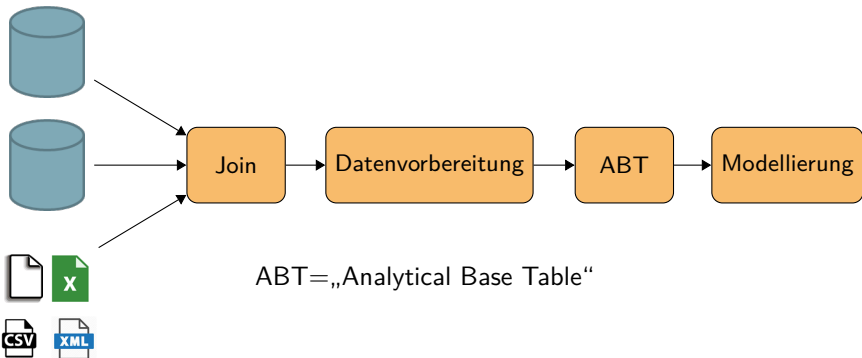 Join
Datenvorbereitung
ABT
Modellierung
X
ABT=„Analytical Base Table“
CSV
XML